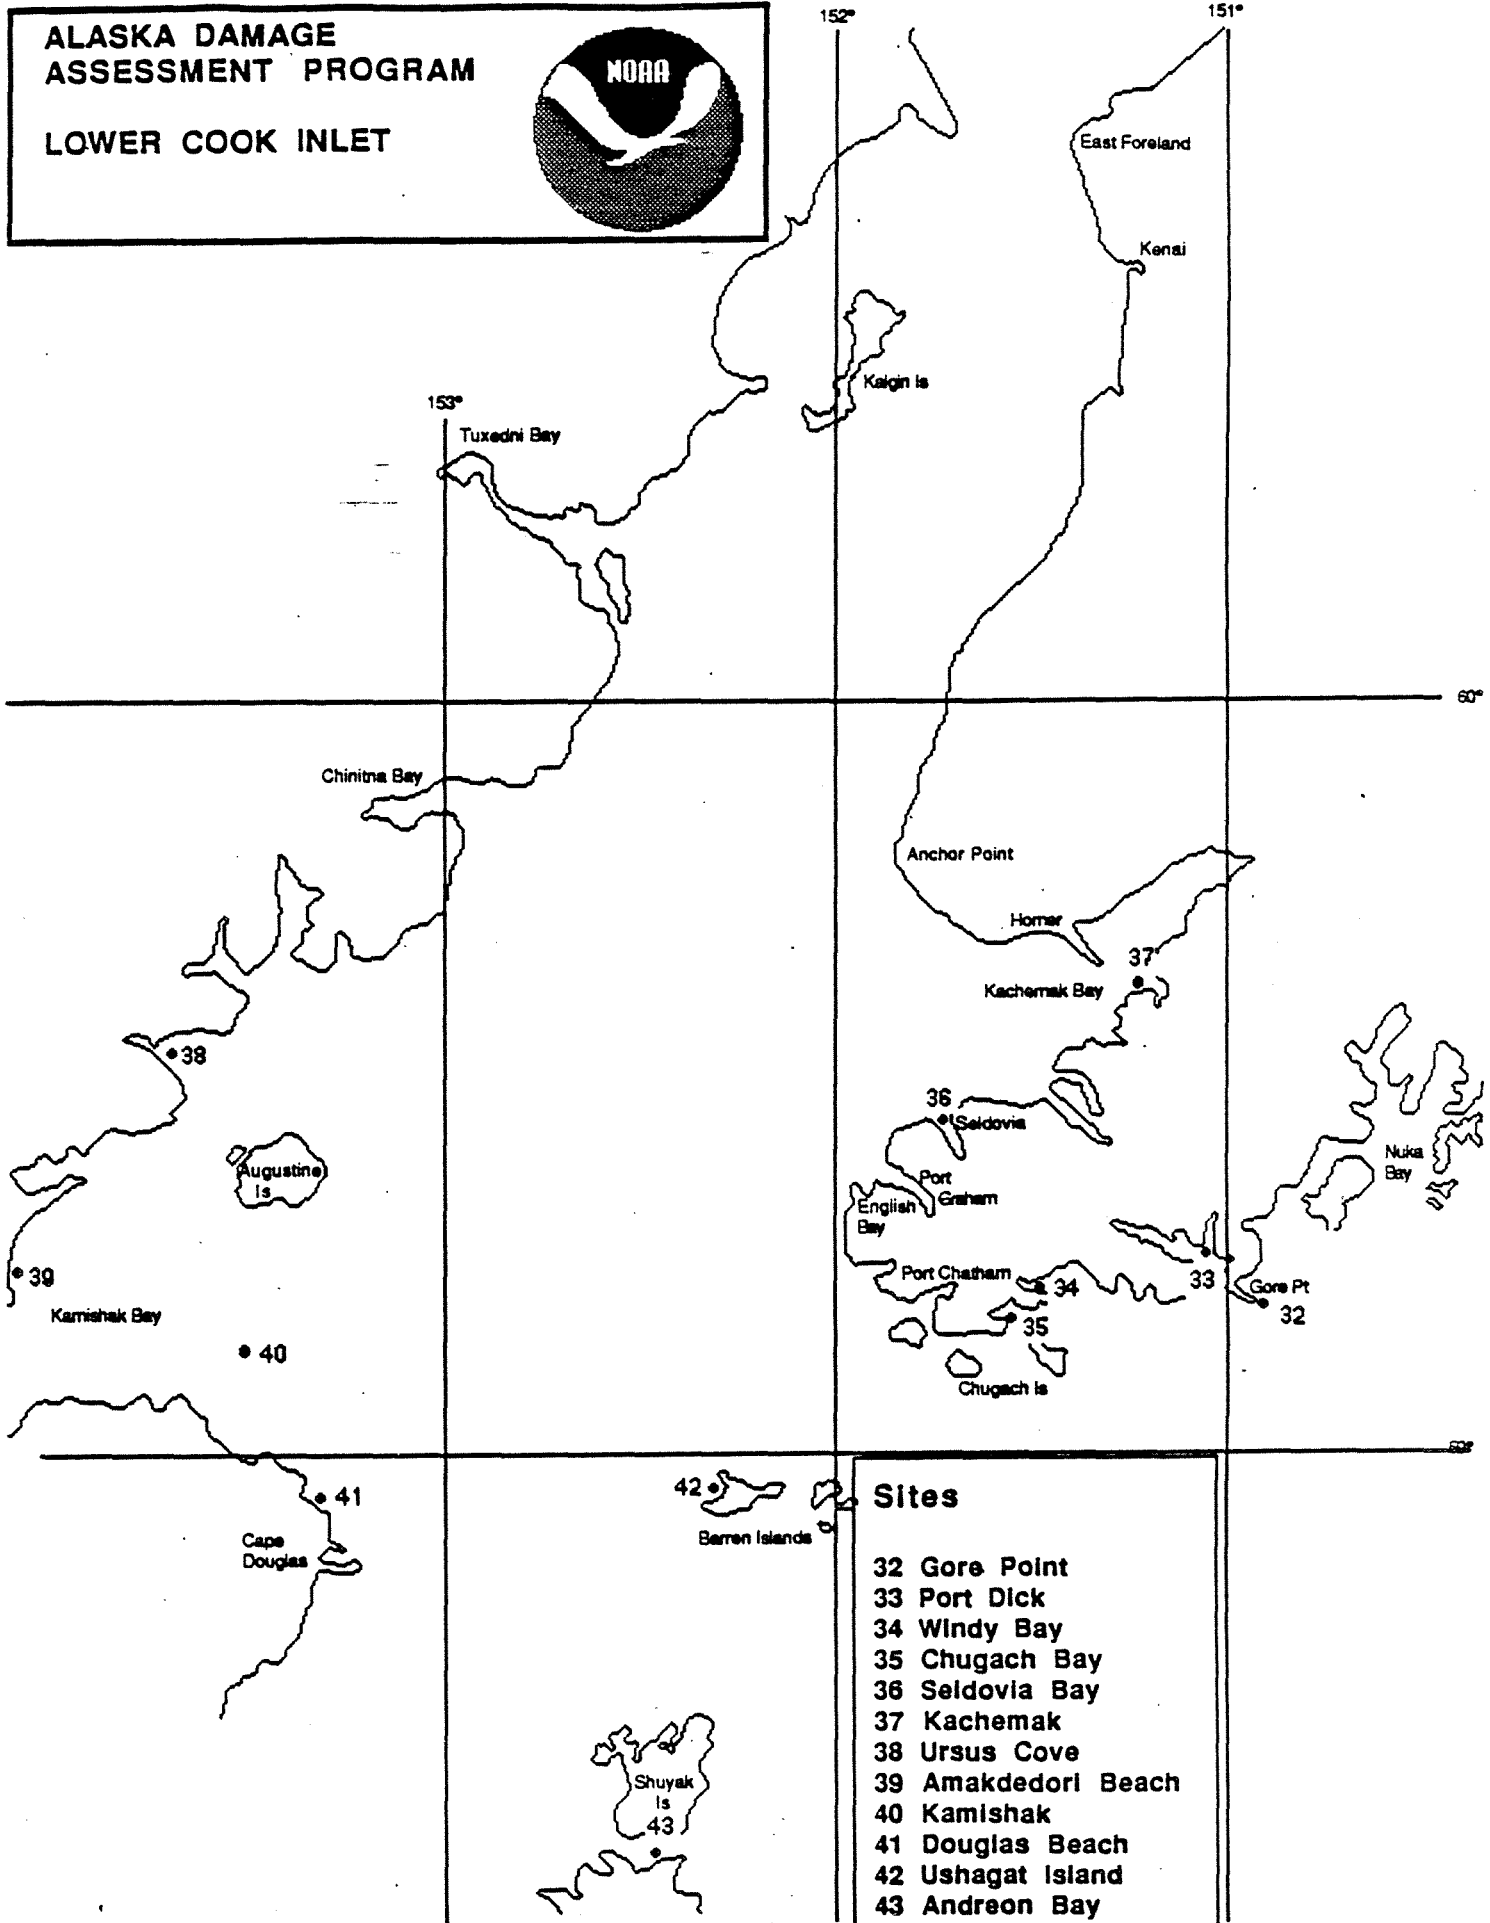 ALASKA DAMAGE
ASSESSMENT PROGRAM
LOWER COOK INLET
NOAA
152°
151°
East Foreland
Kenai
Kalgin Is
153°
Tuxedni Bay
60°
Chinitna Bay
Anchor Point
Homer
37
Kachemak Bay
38
36
Seldovia
Augustine
Is
Nuka
Bay
Port
Graham
English
Bay
39
Port Chatham
34
33
Gore Pt
32
Kamishak Bay
35
40
Chugach Is
42
41
Barren Islands
Cape
Douglas
Shuyak
Is
43
Sites
32 Gore Point
33 Port Dick
34 Windy Bay
35 Chugach Bay
36 Seldovia Bay
37 Kachemak
38 Ursus Cove
39 Amakdedori Beach
40 Kamishak
41 Douglas Beach
42 Ushagat Island
43 Andreon Bay